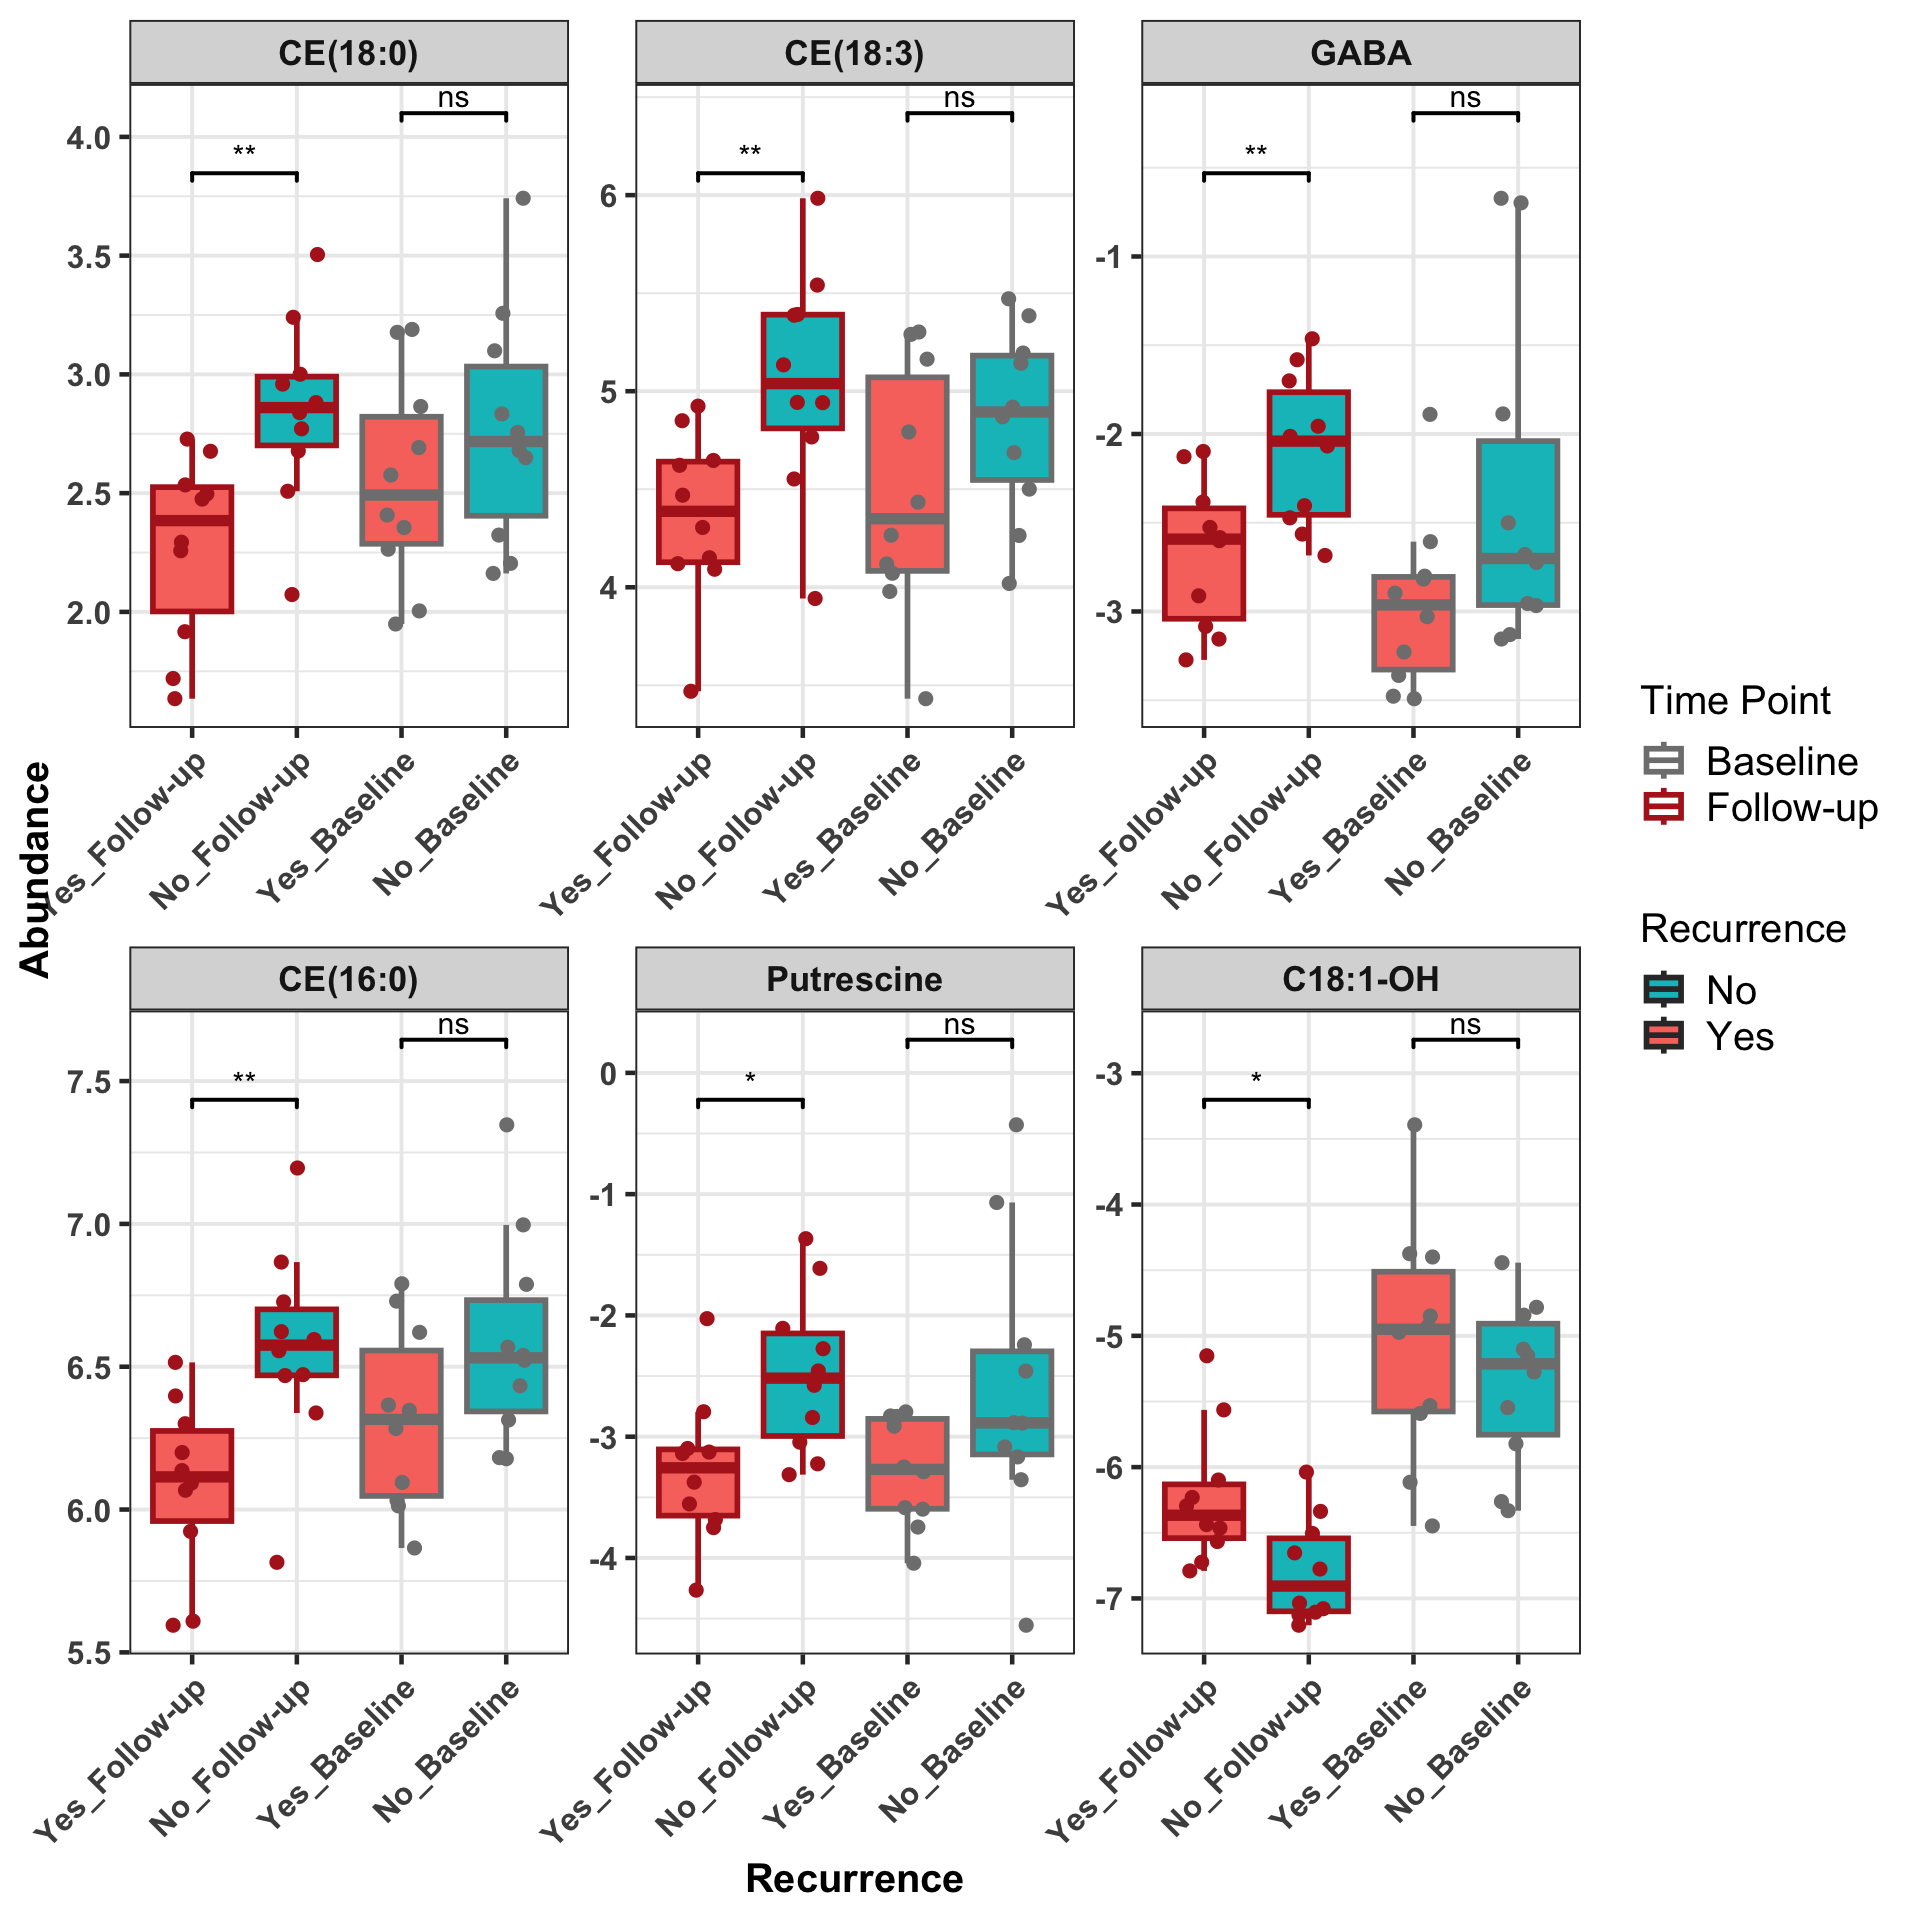 CE(18:0)
CE(18:3)
GABA
ns
ns
ns
**
**
**
4.0
3.5
3.0
2.5
2.0
6
5
4
-1
-2
-3
Yes_Follow-up
No_Follow-up
Yes_Baseline
No_Baseline
Yes_Follow-up
No_Follow-up
Yes_Baseline
No_Baseline
Yes_Follow-up
No_Follow-up
Yes_Baseline
No_Baseline
Abundance
Time Point
Baseline
Follow-up
Recurrence
No
Yes
CE(16:0)
Putrescine
C18:1-OH
ns
ns
ns
**
*
*
7.5
7.0
6.5
6.0
5.5
0
-1
-2
-3
-4
-3
-4
-5
-6
-7
Yes_Follow-up
No_Follow-up
Yes_Baseline
No_Baseline
Yes_Follow-up
No_Follow-up
Yes_Baseline
No_Baseline
Yes_Follow-up
No_Follow-up
Yes_Baseline
No_Baseline
Recurrence